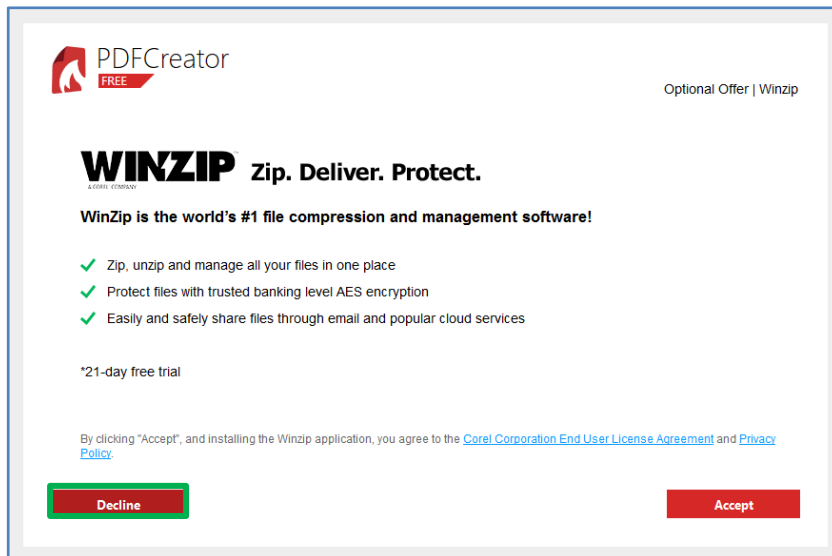 PDFCreator
FREE
Optional Offer | Winzip
WINZIP Zip. Deliver. Protect.
A COREL COMPANY
WinZip is the world's #1 file compression and management software!
Zip, unzip and manage all your files in one place
Protect files with trusted banking level AES encryption
Easily and safely share files through email and popular cloud services
*21-day free trial
By clicking "Accept", and installing the Winzip application, you agree to the Corel Corporation End User License Agreement and Privacy
Policy.
Decline
Accept